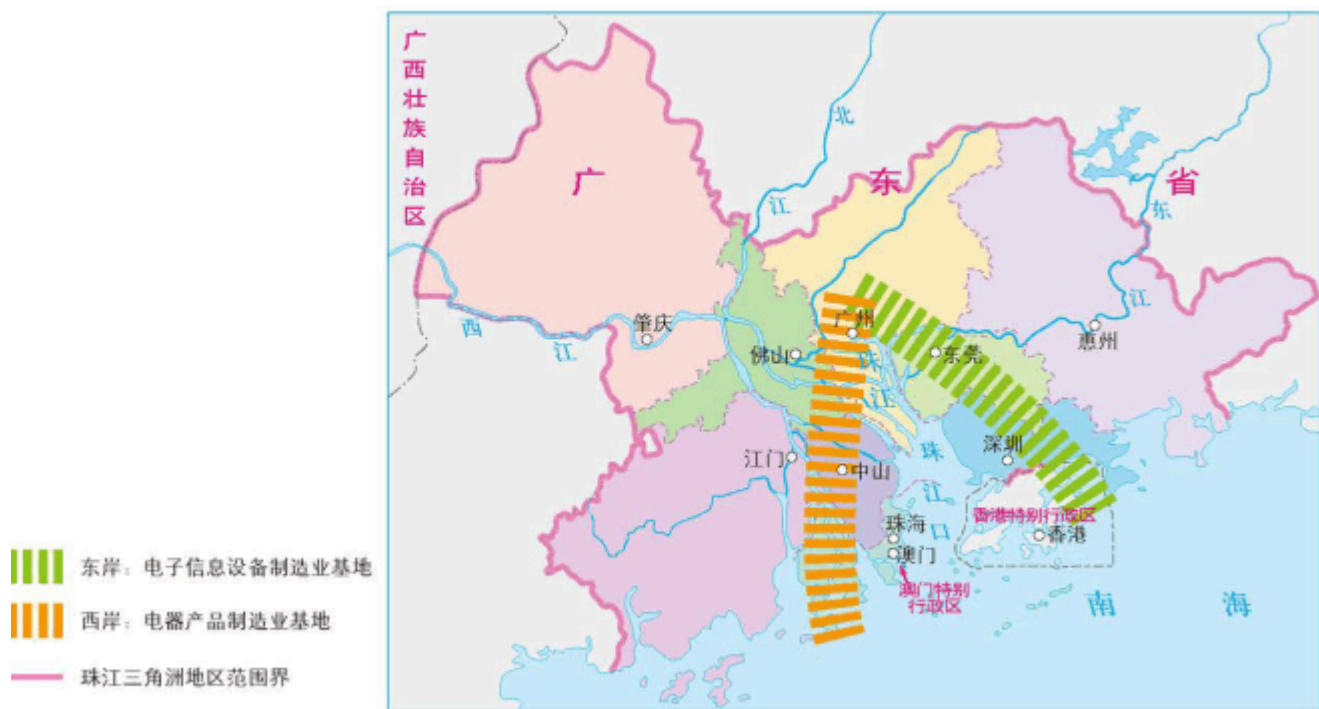 广西壮族自治区
广
东
省
北
江
东
江
西
江
肇庆
佛山
广州
珠
江
东莞
惠州
江门
中山
深圳
珠
江
口
珠海
澳门
澳门特别
行政区
香港特别行政区
香港
南
海
东岸：电子信息设备制造业基地
西岸：电器产品制造业基地
珠江三角洲地区范围界